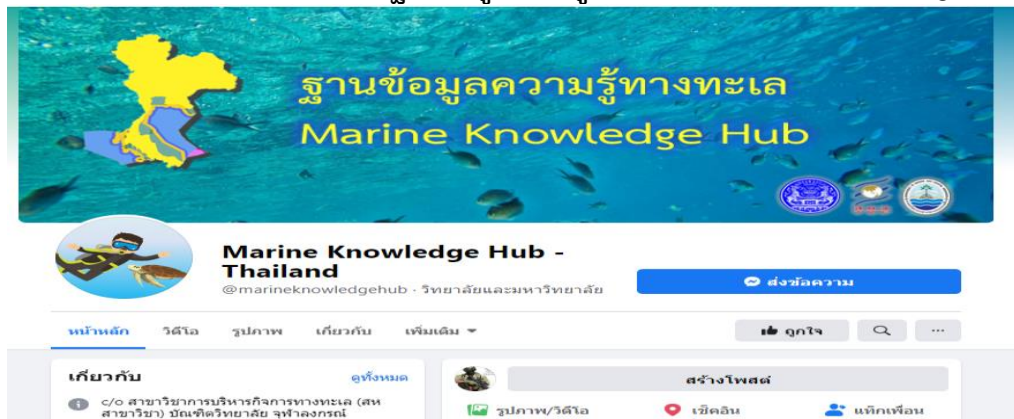 ฐานข้อมูลความรู้ทางทะเล
Marine Knowledge Hub
Marine Knowledge Hub -
Thailand
@marineknowledgehub · วิทยาลัยและมหาวิทยาลัย
ส่งข้อความ
หน้าหลัก วิดีโอ รูปภาพ เกี่ยวกับ เพิ่มเติม
ถูกใจ
เกี่ยวกับ ดูทั้งหมด
c/o สาขาวิชาการบริหารกิจการทางทะเล (สห
สาขาวิชา) บัณฑิตวิทยาลัย จุฬาลงกรณ์
สร้างโพสต์
รูปภาพ/วิดีโอ เช็คอิน แท็กเพื่อน